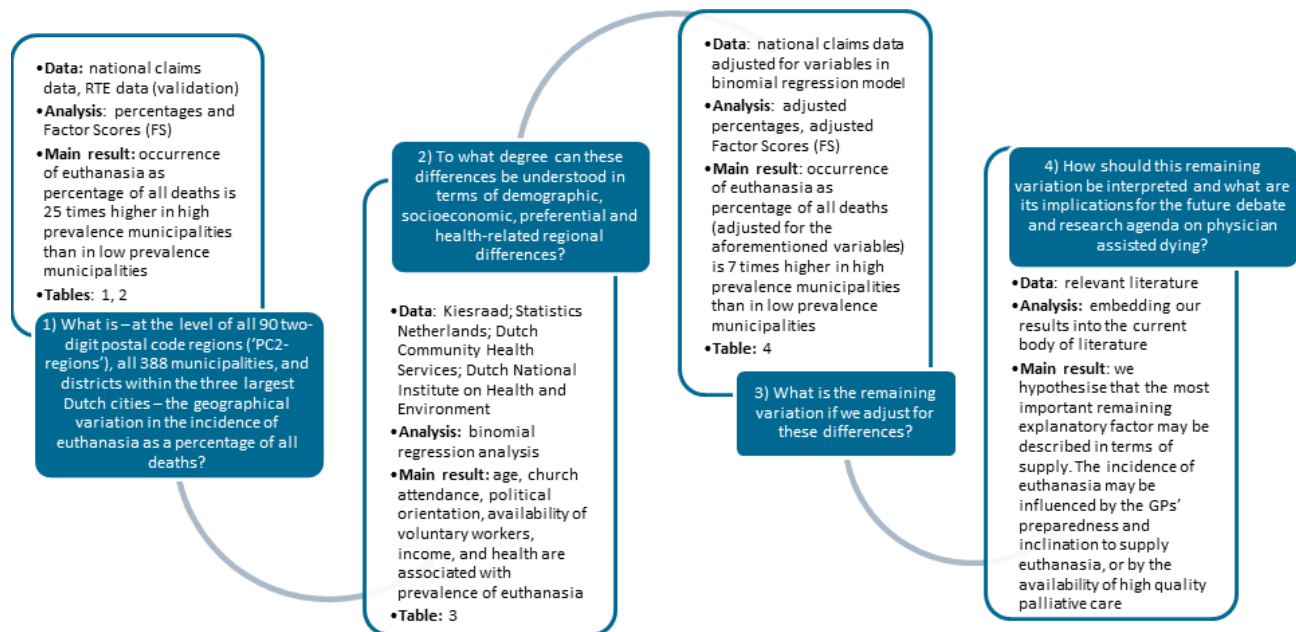 •Data: national claims
data, RTE data (validation)
•Analysis: percentages and
Factor Scores (FS)
•Main result: occurrence
of euthanasia as
percentage of all deaths is
25 times higher in high
prevalence municipalities
than in low prevalence
municipalities
•Tables: 1, 2
1) What is – at the level of all 90 two-
digit postal code regions (‘PC2-
regions’), all 388 municipalities, and
districts within the three largest
Dutch cities – the geographical
variation in the incidence of
euthanasia as a percentage of all
deaths?
2) To what degree can these
differences be understood in
terms of demographic,
socioeconomic, preferential and
health-related regional
differences?
•Data: Kiesraad; Statistics
Netherlands; Dutch
Community Health
Services; Dutch National
Institute on Health and
Environment
•Analysis: binomial
regression analysis
•Main result: age, church
attendance, political
orientation, availability of
voluntary workers,
income, and health are
associated with
prevalence of euthanasia
•Table: 3
•Data: national claims data
adjusted for variables in
binomial regression model
•Analysis: adjusted
percentages, adjusted
Factor Scores (FS)
•Main result: occurrence
of euthanasia as
percentage of all deaths
(adjusted for the
aforementioned variables)
is 7 times higher in high
prevalence municipalities
than in low prevalence
municipalities
•Table: 4
3) What is the remaining
variation if we adjust for
these differences?
4) How should this remaining
variation be interpreted and what are
its implications for the future debate
and research agenda on physician
assisted dying?
•Data: relevant literature
•Analysis: embedding our
results into the current
body of literature
•Main result: we
hypothesise that the most
important remaining
explanatory factor may be
described in terms of
supply. The incidence of
euthanasia may be
influenced by the GPs’
preparedness and
inclination to supply
euthanasia, or by the
availability of high quality
palliative care